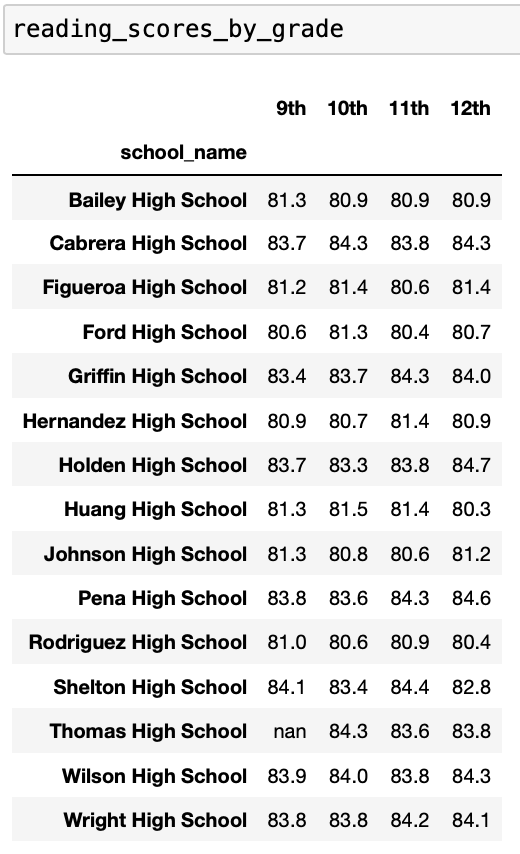 reading_scores_by_grade
9th 10th 11th 12th
school_name
Bailey High School 81.3 80.9 80.9 80.9
Cabrera High School 83.7 84.3 83.8 84.3
Figueroa High School 81.2 81.4 80.6 81.4
Ford High School 80.6 81.3 80.4 80.7
Griffin High School 83.4 83.7 84.3 84.0
Hernandez High School 80.9 80.7 81.4 80.9
Holden High School 83.7 83.3 83.8 84.7
Huang High School 81.3 81.5 81.4 80.3
Johnson High School 81.3 80.8 80.6 81.2
Pena High School 83.8 83.6 84.3 84.6
Rodriguez High School 81.0 80.6 80.9 80.4
Shelton High School 84.1 83.4 84.4 82.8
Thomas High School nan 84.3 83.6 83.8
Wilson High School 83.9 84.0 83.8 84.3
Wright High School 83.8 83.8 84.2 84.1